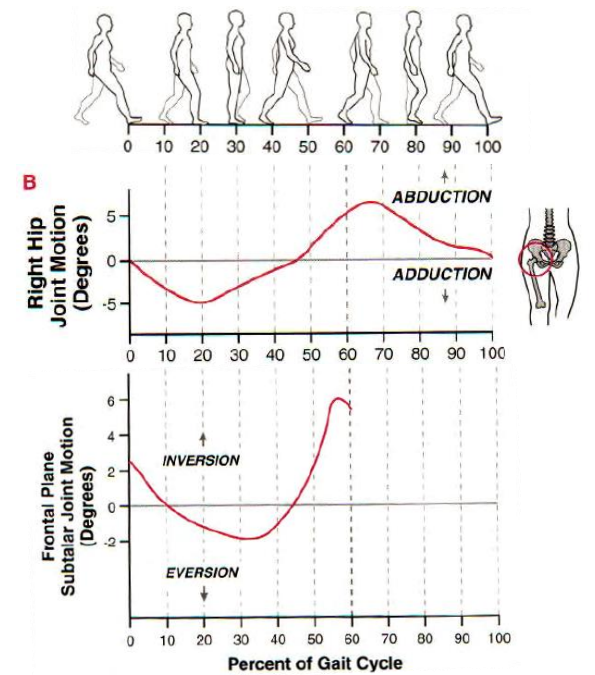 0 10 20 30 40 50 60 70 80 90 100
B
Right Hip
Joint Motion
(Degrees)
5
0
-5
ABDUCTION
ADDUCTION
0 10 20 30 40 50 60 70 80 90 100
Frontal Plane
Subtalar Joint Motion
(Degrees)
6
4
2
0
-2
INVERSION
EVERSION
0 10 20 30 40 50 60 70 80 90 100
Percent of Gait Cycle